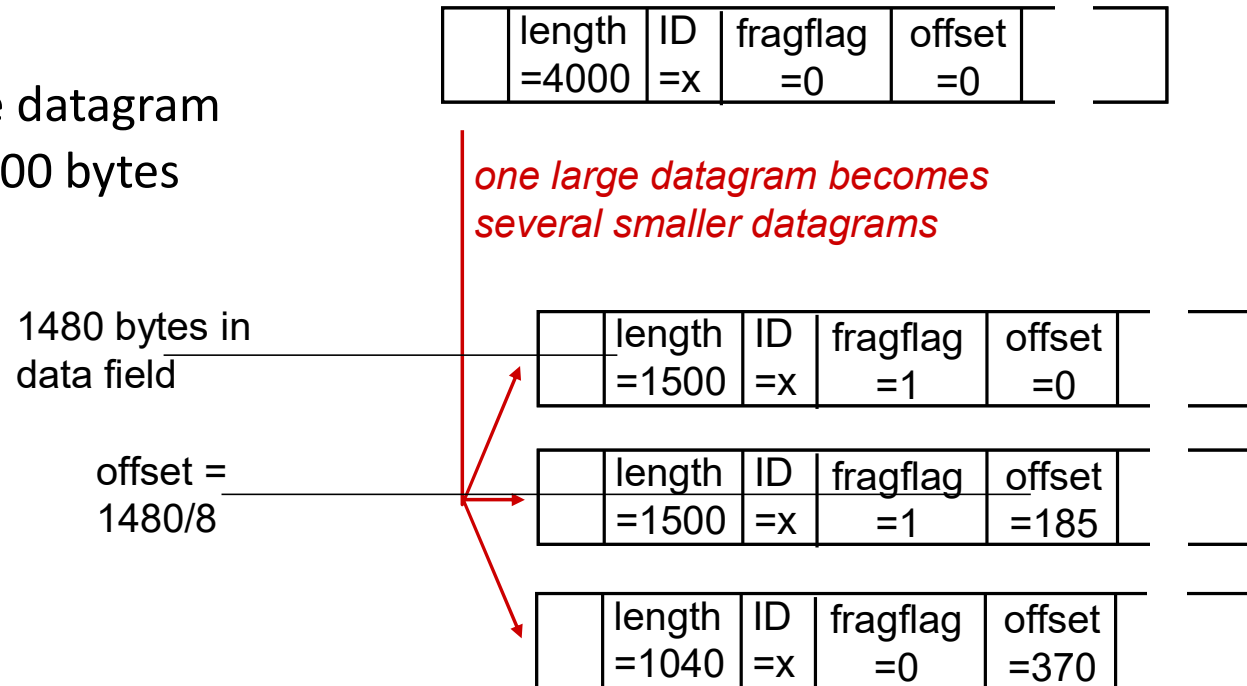 length ID fragflag offset
=4000 =x =0 =0
datagram
00 bytes
one large datagram becomes
several smaller datagrams
1480 bytes in
data field
length ID fragflag offset
=1500 =x =1 =0
offset =
1480/8
length ID fragflag offset
=1500 =x =1 =185
length ID fragflag offset
=1040 =x =0 =370